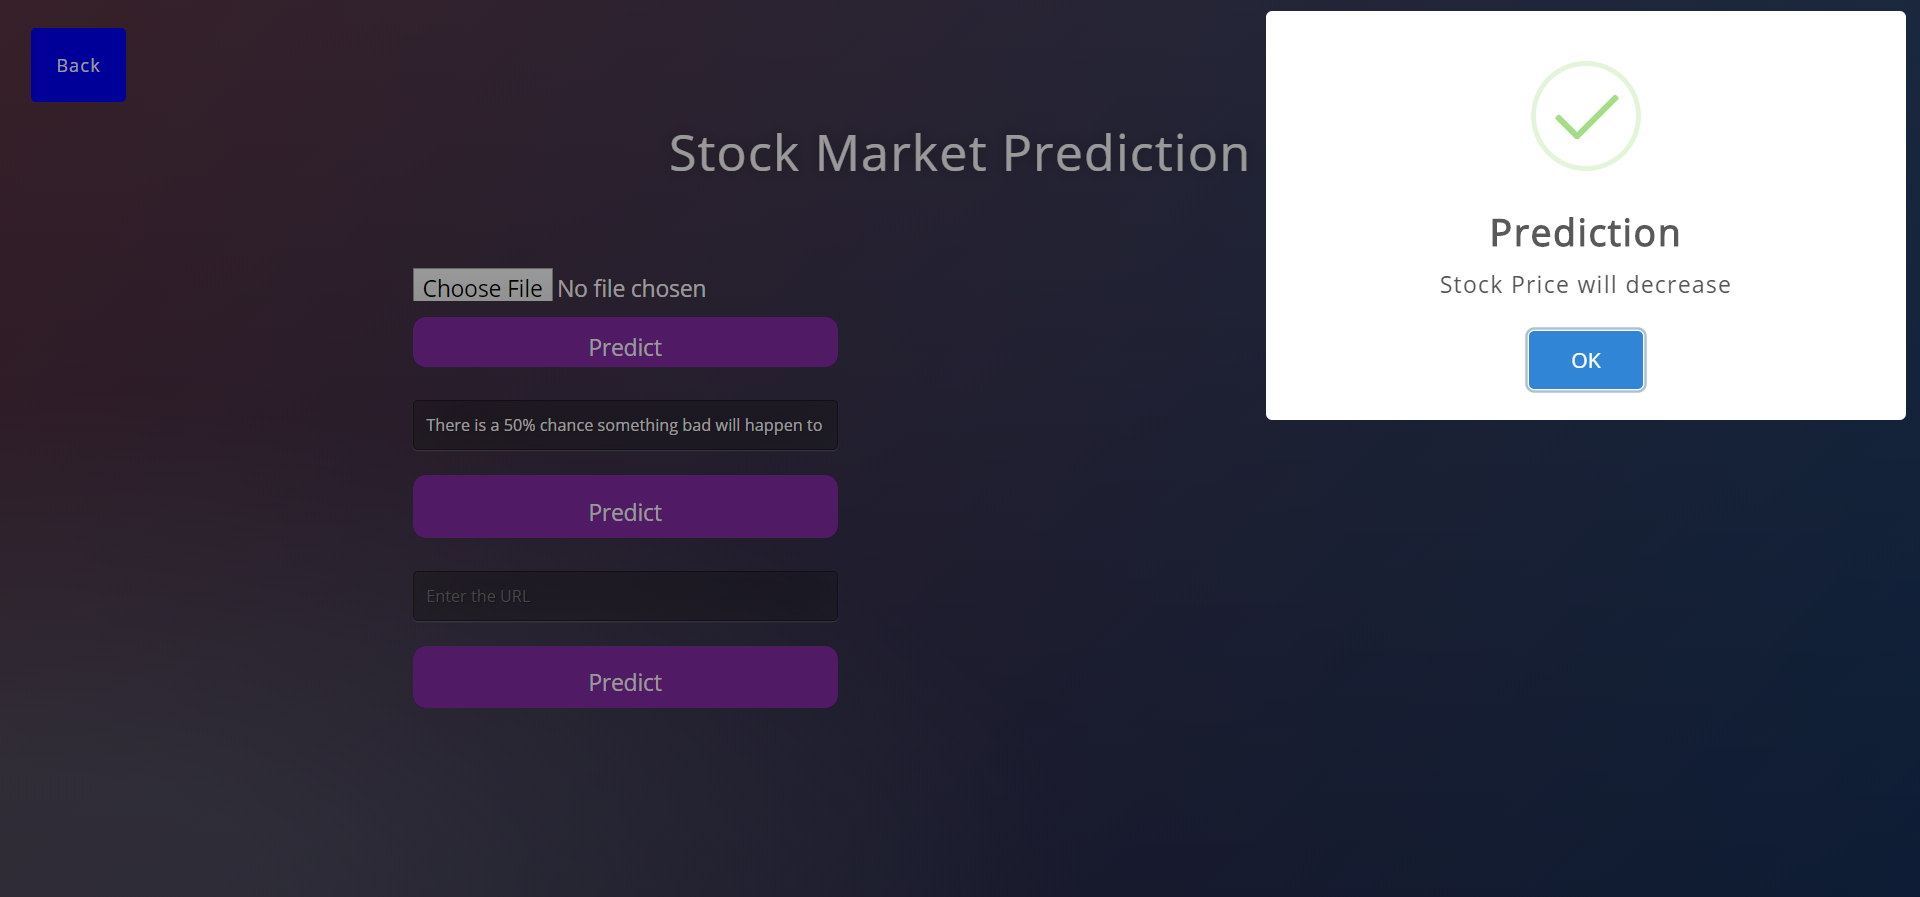 Back
Stock Market Prediction
Choose File No file chosen
Predict
There is a 50% chance something bad will happen to
Predict
Enter the URL
Predict
Prediction
Stock Price will decrease
OK